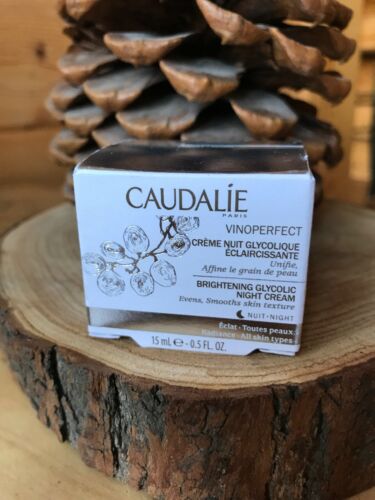 CAUDALÍE
PARIS
VINOPERFECT
CRÈME NUIT GLYCOLIQUE
ÉCLAIRCISSANTE
Unifie,
Affine le grain de peau
BRIGHTENING GLYCOLIC
NIGHT CREAM
Evens, Smooths skin texture
NUIT•NIGHT
Éclat • Toutes peaux
Radiance • All skin types
15 mL ℮ - 0.5 FL. OZ.